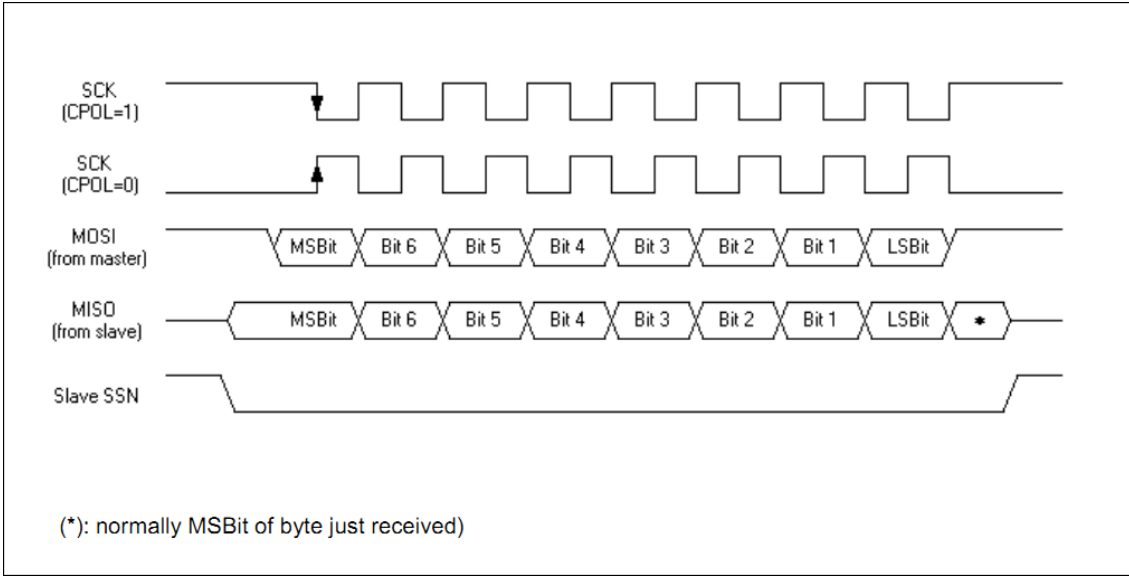 SCK
(CPOL=1)
SCK
(CPOL=0)
MOSI
(from master)
MSBit Bit 6 Bit 5 Bit 4 Bit 3 Bit 2 Bit 1 LSBit
MISO
(from slave)
MSBit Bit 6 Bit 5 Bit 4 Bit 3 Bit 2 Bit 1 LSBit *
Slave SSN
(*): normally MSBit of byte just received)